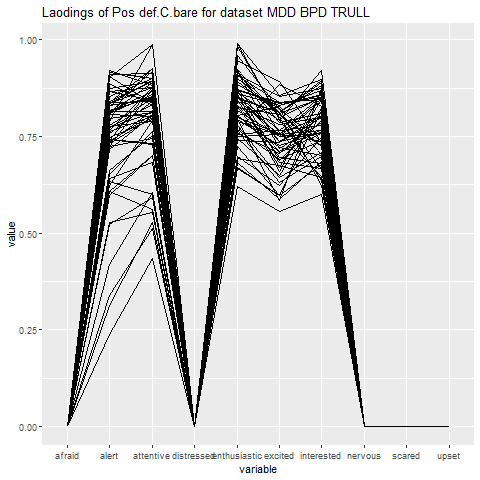 Laodings of Pos def.C.bare for dataset MDD BPD TRULL
1.00
0.75
0.50
0.25
0.00
value
afraid alert attentive distressed enthusiastic excited interested nervous scared upset
variable